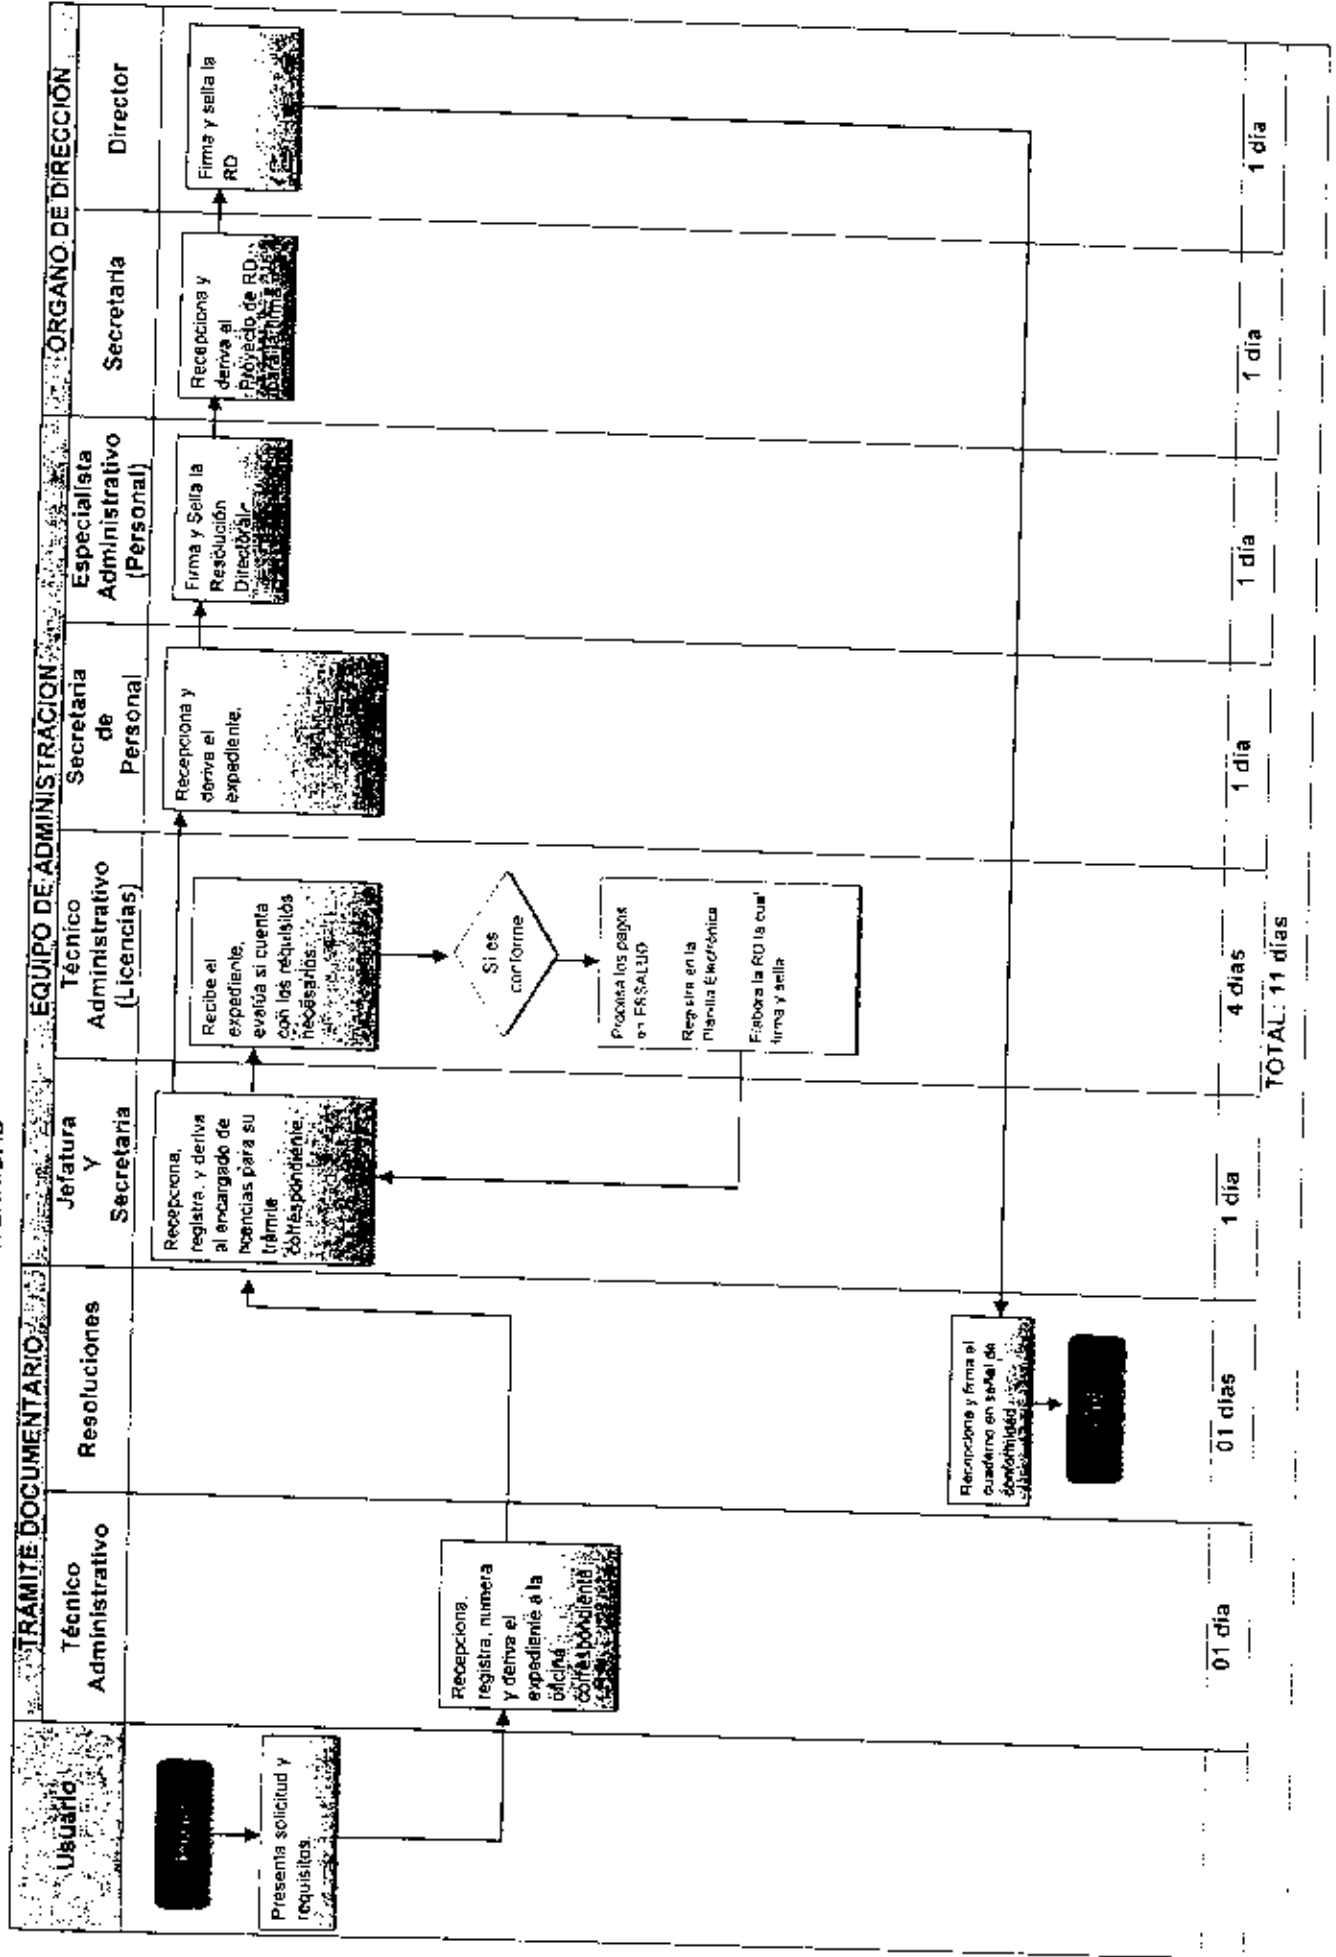 Usuario
TRÁMITE DOCUMENTARIO
EQUIPO DE ADMINISTRACION
ORGANO DE DIRECCIÓN
Técnico
Administrativo
Resoluciones
Jefatura
Y
Secretaria
Técnico
Administrativo
(Licencias)
Secretaria
de
Personal
Especialista
Administrativo
(Personal)
Secretaria
Director
Presenta solicitud y
requisitos.
Recepciona,
registra, numera
y deriva el
expediente a la
oficina
correspondiente
Recepciona,
registra, y deriva
al encargado de
licencias para su
trámite
correspondiente.
Recibe el
expediente,
evalúa si cuenta
con los requisitos
necesarios.
Si es
conforme
Procesa los pagos
en ESSALUD
Registra en la
Planilla Electrónica
Elabora la RD la cual
firma y sella
Recepciona y
deriva el
expediente.
Firma y Sella la
Resolución
Directoral
Recepciona y
deriva el
Proyecto de RD
para la firma
Firma y sella la
RD
Recepciona y firma el
cuaderno en señal de
conformidad
01 día
01 días
1 día
4 días
1 día
1 día
1 día
1 día
TOTAL: 11 días